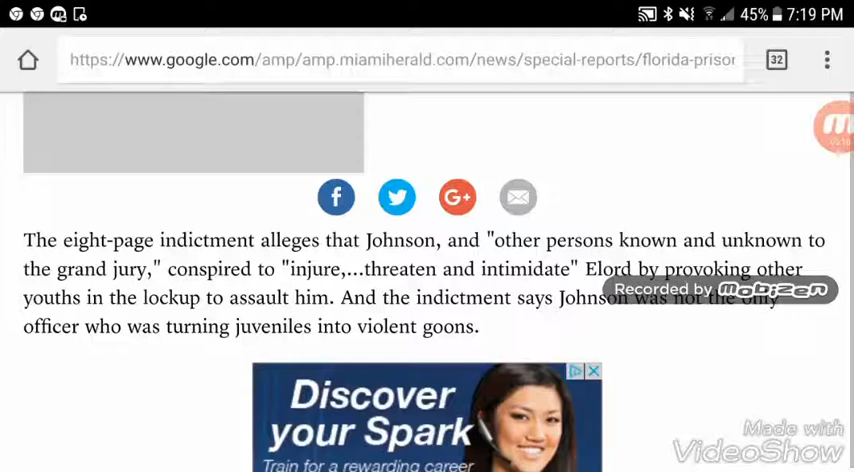 45% 7:19 PM
https://www.google.com/amp/amp.miamiherald.com/news/special-reports/florida-prisor
32
The eight-page indictment alleges that Johnson, and "other persons known and unknown to
the grand jury," conspired to "injure,...threaten and intimidate" Elord by provoking other
youths in the lockup to assault him. And the indictment says Johnson was not the only
Recorded by mobizen
officer who was turning juveniles into violent goons.
Discover
your Spark
Train for a rewarding career
Made with
VideoShow